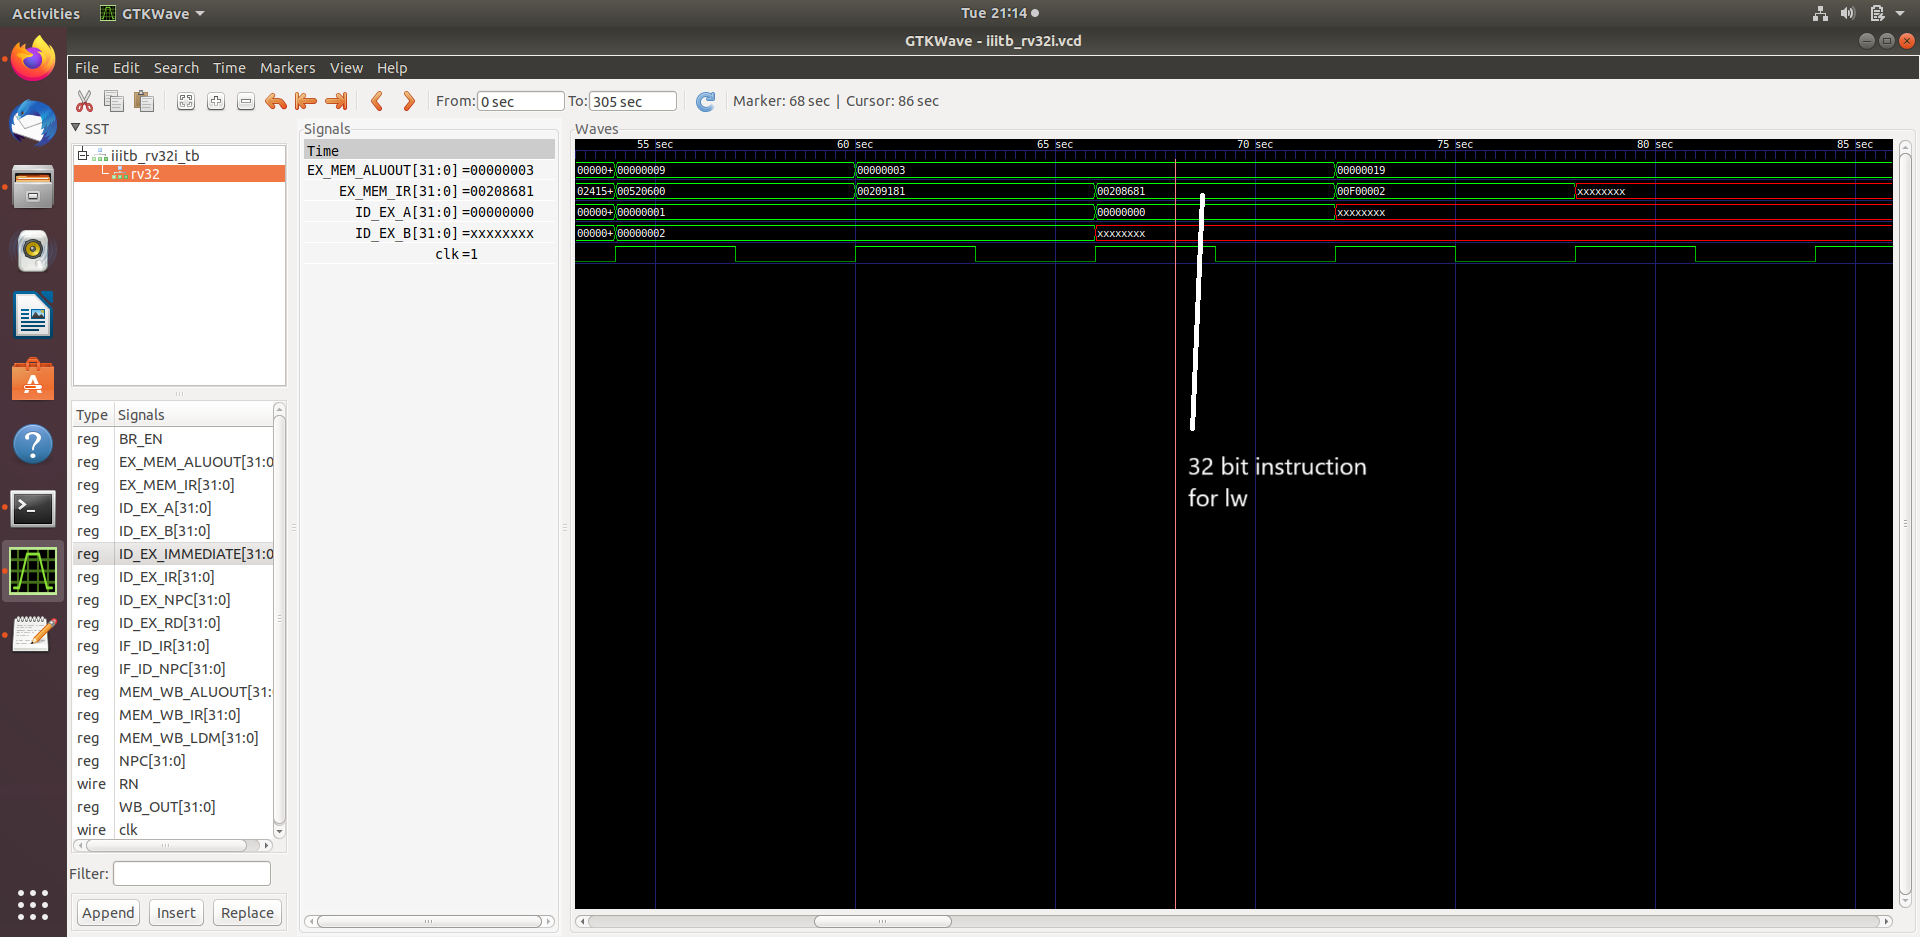 Activities GTKWave Tue 21:14
GTKWave - iiitb_rv32i.vcd
File Edit Search Time Markers View Help
From: 0 sec To: 305 sec Marker: 68 sec | Cursor: 86 sec
SST
iiitb_rv32i_tb
rv32
Type Signals
reg BR_EN
reg EX_MEM_ALUOUT[31:0
reg EX_MEM_IR[31:0]
reg ID_EX_A[31:0]
reg ID_EX_B[31:0]
reg ID_EX_IMMEDIATE[31:0
reg ID_EX_IR[31:0]
reg ID_EX_NPC[31:0]
reg ID_EX_RD[31:0]
reg IF_ID_IR[31:0]
reg IF_ID_NPC[31:0]
reg MEM_WB_ALUOUT[31:
reg MEM_WB_IR[31:0]
reg MEM_WB_LDM[31:0]
reg NPC[31:0]
wire RN
reg WB_OUT[31:0]
wire clk
Filter:
Append Insert Replace
Signals
Time
EX_MEM_ALUOUT[31:0] =00000003
EX_MEM_IR[31:0] =00208681
ID_EX_A[31:0] =00000000
ID_EX_B[31:0] =xxxxxxxx
clk =1
Waves
55 sec 60 sec 65 sec 70 sec 75 sec 80 sec 85 sec
00000+ 00000009 00000003 00000019
02415+ 00520600 00209181 00208681 00F00002 xxxxxxxx
00000+ 00000001 00000000 xxxxxxxx
00000+ 00000002 xxxxxxxx
32 bit instruction
for lw